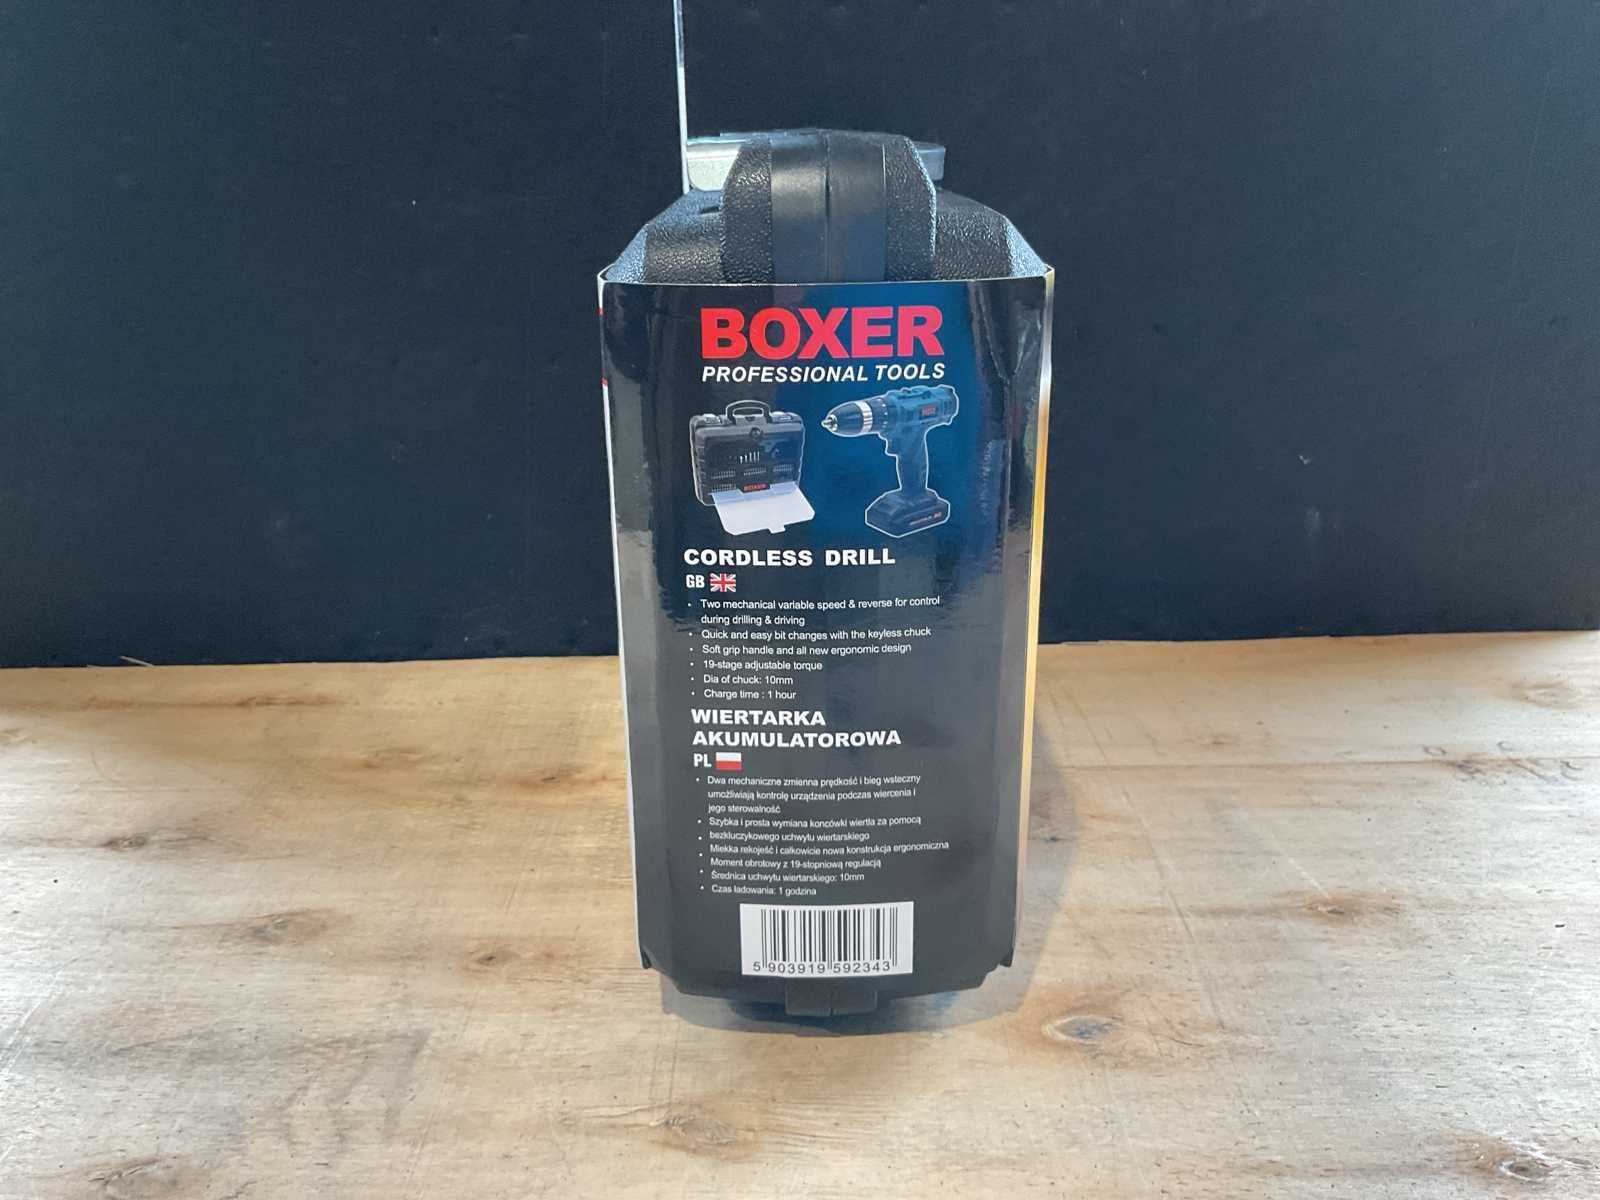 BOXER
PROFESSIONAL TOOLS
BOXER
BOXER
CORDLESS DRILL
GB
• Two mechanical variable speed & reverse for control
during drilling & driving
• Quick and easy bit changes with the keyless chuck
• Soft grip handle and all new ergonomic design
• 19-stage adjustable torque
• Dia of chuck: 10mm
• Charge time : 1 hour
WIERTARKA
AKUMULATOROWA
PL
• Dwa mechaniczne zmienna prędkość i bieg wsteczny
umożliwiają kontrolę urządzenia podczas wiercenia i
jego sterowalność
• Szybka i prosta wymiana końcówki wiertła za pomocą
• bezkluczykowego uchwytu wiertarskiego
Miekka rekojeść i całkowicie nowa konstrukcja ergonomiczna
• Moment obrotowy z 19-stopniową regulacją
• Średnica uchwytu wiertarskiego: 10mm
• Czas ładowania: 1 godzina
5 903919 592343